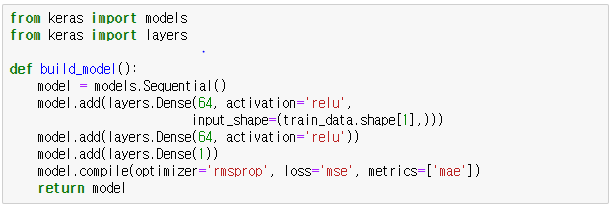 from keras import models
from keras import layers
def build_model():
    model = models.Sequential()
    model.add(layers.Dense(64, activation='relu',
                           input_shape=(train_data.shape[1],)))
    model.add(layers.Dense(64, activation='relu'))
    model.add(layers.Dense(1))
    model.compile(optimizer='rmsprop', loss='mse', metrics=['mae'])
    return model